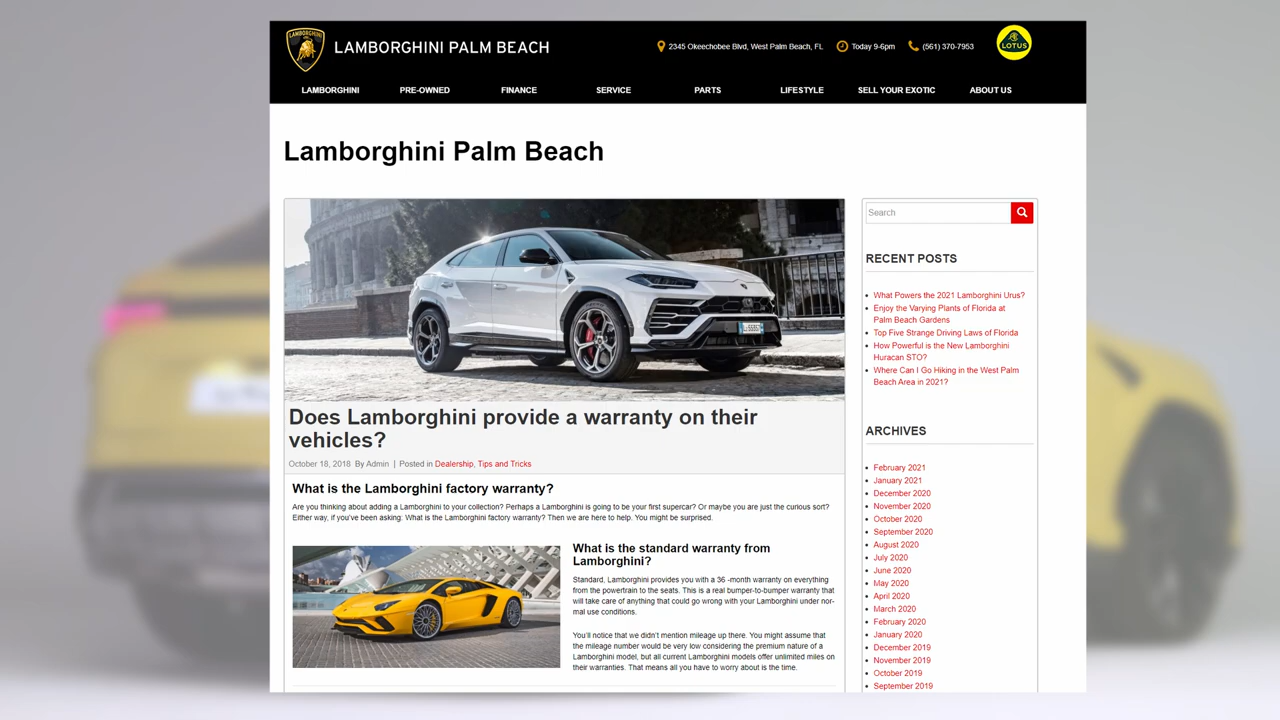 LAMBORGHINI
LAMBORGHINI PALM BEACH
2345 Okeechobee Blvd, West Palm Beach, FL
Today 9-6pm
(561) 370-7953
LOTUS
LAMBORGHINI PRE-OWNED FINANCE SERVICE PARTS LIFESTYLE SELL YOUR EXOTIC ABOUT US
Lamborghini Palm Beach
Does Lamborghini provide a warranty on their
vehicles?
October 18, 2018 By Admin | Posted in Dealership, Tips and Tricks
What is the Lamborghini factory warranty?
Are you thinking about adding a Lamborghini to your collection? Perhaps a Lamborghini is going to be your first supercar? Or maybe you are just the curious sort?
Either way, if you've been asking: What is the Lamborghini factory warranty? Then we are here to help. You might be surprised.
What is the standard warranty from
Lamborghini?
Standard, Lamborghini provides you with a 36 -month warranty on everything
from the powertrain to the seats. This is a real bumper-to-bumper warranty that
will take care of anything that could go wrong with your Lamborghini under nor-
mal use conditions.
You'll notice that we didn't mention mileage up there. You might assume that
the mileage number would be very low considering the premium nature of a
Lamborghini model, but all current Lamborghini models offer unlimited miles on
their warranties. That means all you have to worry about is the time.
Search
RECENT POSTS
What Powers the 2021 Lamborghini Urus?
Enjoy the Varying Plants of Florida at
Palm Beach Gardens
Top Five Strange Driving Laws of Florida
How Powerful is the New Lamborghini
Huracan STO?
Where Can I Go Hiking in the West Palm
Beach Area in 2021?
ARCHIVES
February 2021
January 2021
December 2020
November 2020
October 2020
September 2020
August 2020
July 2020
June 2020
May 2020
April 2020
March 2020
February 2020
January 2020
December 2019
November 2019
October 2019
September 2019